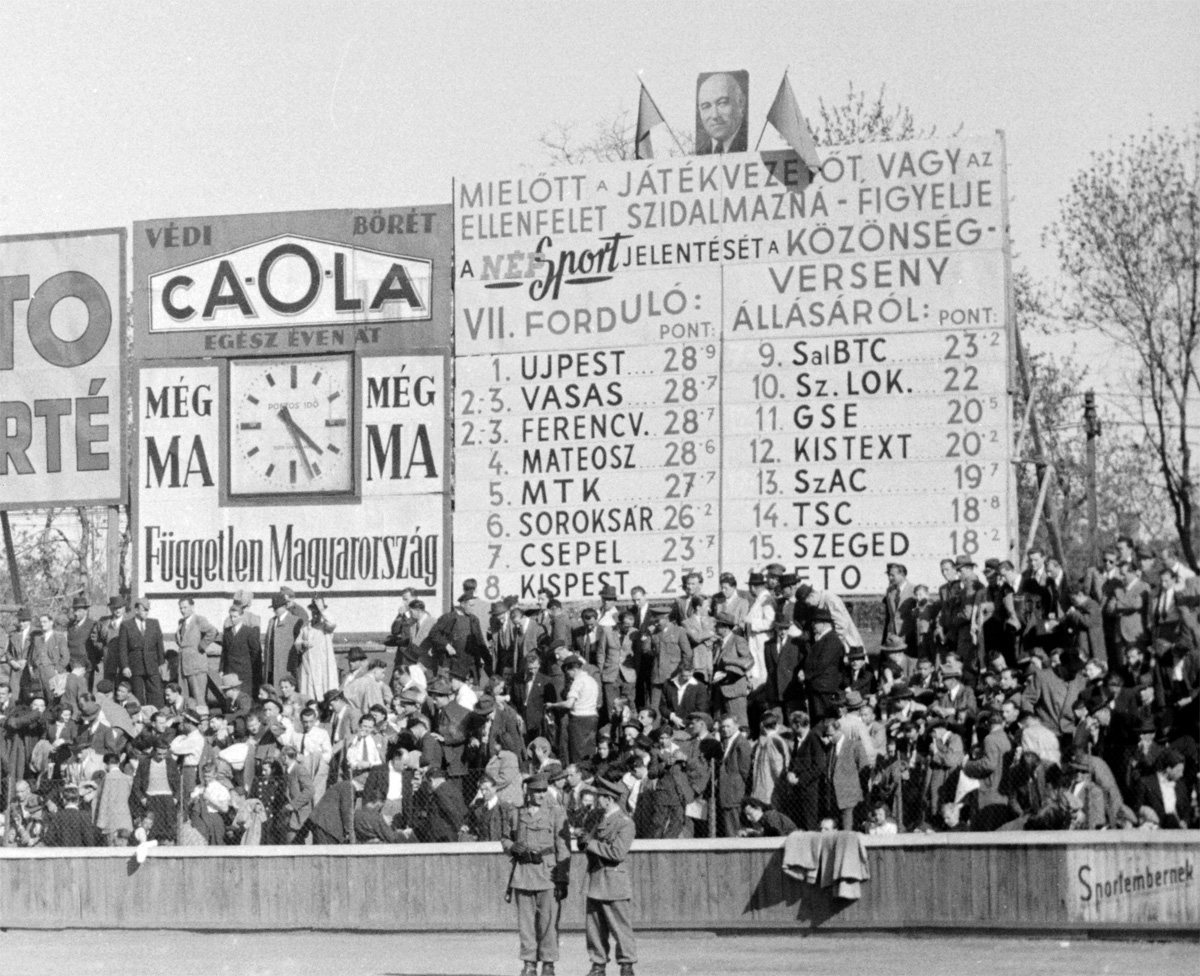 TO
RTÉ
VÉDI BŐRÉT
CA-O-LA
EGÉSZ ÉVEN ÁT
MÉG MÉG
MA MA
PONTOS IDŐ
Független Magyarország
MIELŐTT A JÁTÉKVEZETŐT, VAGY AZ
ELLENFELET SZIDALMAZNÁ - FIGYELJE
A NÉPSport JELENTÉSÉT A KÖZÖNSÉG-
VERSENY
VII. FORDULÓ: ÁLLÁSÁRÓL:
PONT: PONT:
1. UJPEST 28·9
2.-3. VASAS 28·7
2.-3. FERENCV. 28·7
4. MATEOSZ 28·6
5. MTK 27·7
6. SOROKSÁR 26·2
7. CSEPEL 23·7
8. KISPEST 23·5
9. SalBTC 23·2
10. Sz. LOK. 22
11. GSE 20·5
12. KISTEXT 20·2
13. SzAC 19·7
14. TSC 18·8
15. SZEGED 18·2
ETO
Sportembernek